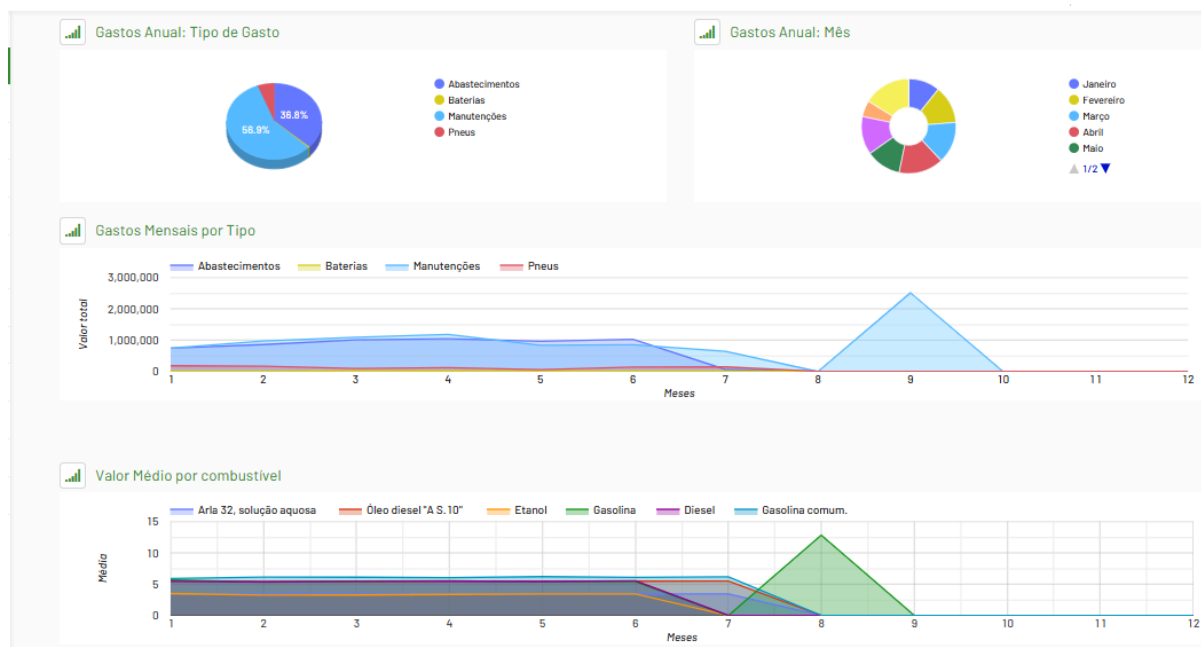 Gastos Anual: Tipo de Gasto
36.8%
56.9%
Abastecimentos
Baterias
Manutenções
Pneus
Gastos Anual: Mês
Janeiro
Fevereiro
Março
Abril
Maio
1/2
Gastos Mensais por Tipo
Abastecimentos Baterias Manutenções Pneus
3,000,000
2,000,000
1,000,000
0
Valor total
1 2 3 4 5 6 7 8 9 10 11 12
Meses
Valor Médio por combustível
Arla 32, solução aquosa Óleo diesel "A S.10" Etanol Gasolina Diesel Gasolina comum.
15
10
5
0
Média
1 2 3 4 5 6 7 8 9 10 11 12
Meses